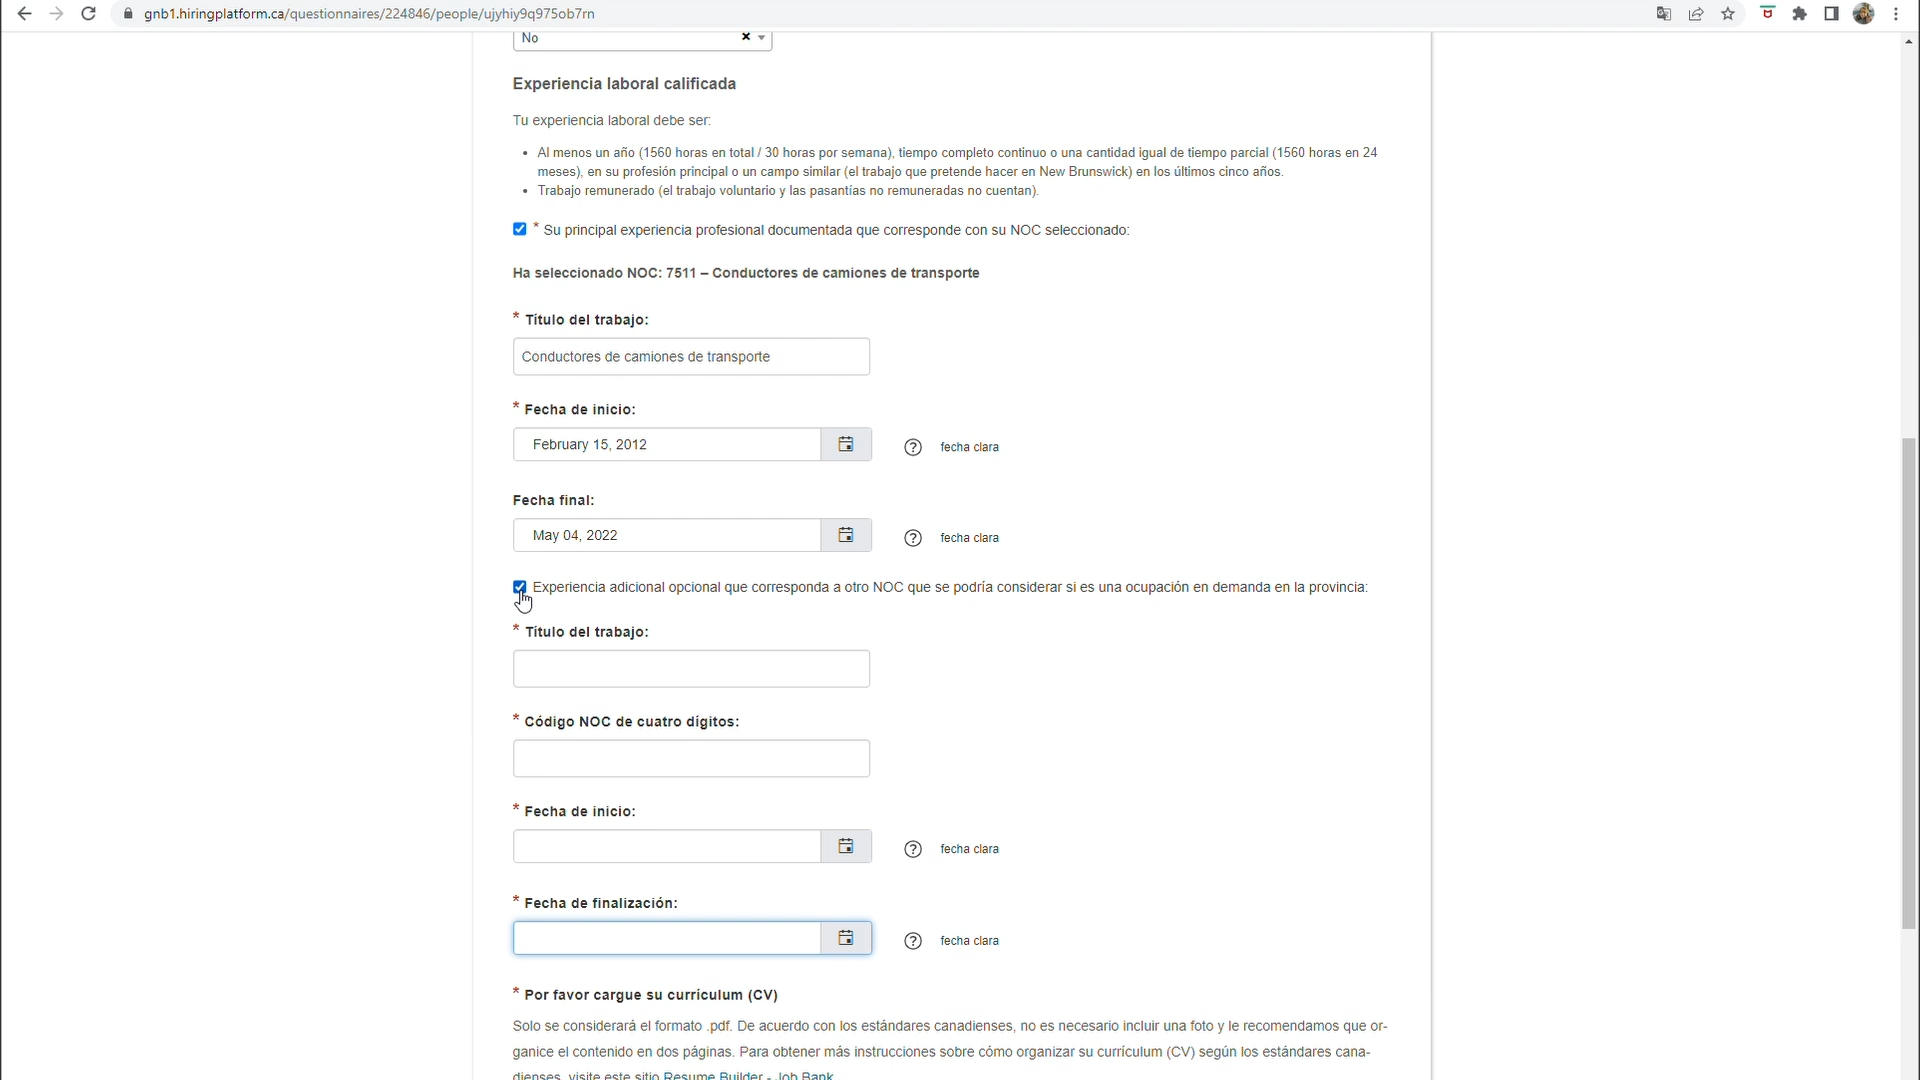 gnb1.hiringplatform.ca/questionnaires/224846/people/ujyhiy9q975ob7rn
No
Experiencia laboral calificada
Tu experiencia laboral debe ser:
• Al menos un año (1560 horas en total / 30 horas por semana), tiempo completo continuo o una cantidad igual de tiempo parcial (1560 horas en 24
meses), en su profesión principal o un campo similar (el trabajo que pretende hacer en New Brunswick) en los últimos cinco años.
• Trabajo remunerado (el trabajo voluntario y las pasantías no remuneradas no cuentan).
* Su principal experiencia profesional documentada que corresponde con su NOC seleccionado:
Ha seleccionado NOC: 7511 – Conductores de camiones de transporte
* Título del trabajo:
Conductores de camiones de transporte
* Fecha de inicio:
February 15, 2012
fecha clara
Fecha final:
May 04, 2022
fecha clara
Experiencia adicional opcional que corresponda a otro NOC que se podría considerar si es una ocupación en demanda en la provincia:
* Título del trabajo:
* Código NOC de cuatro dígitos:
* Fecha de inicio:
fecha clara
* Fecha de finalización:
fecha clara
* Por favor cargue su currículum (CV)
Solo se considerará el formato .pdf. De acuerdo con los estándares canadienses, no es necesario incluir una foto y le recomendamos que or-
ganice el contenido en dos páginas. Para obtener más instrucciones sobre cómo organizar su currículum (CV) según los estándares cana-
dienses, visite este sitio Resume Builder - Job Bank